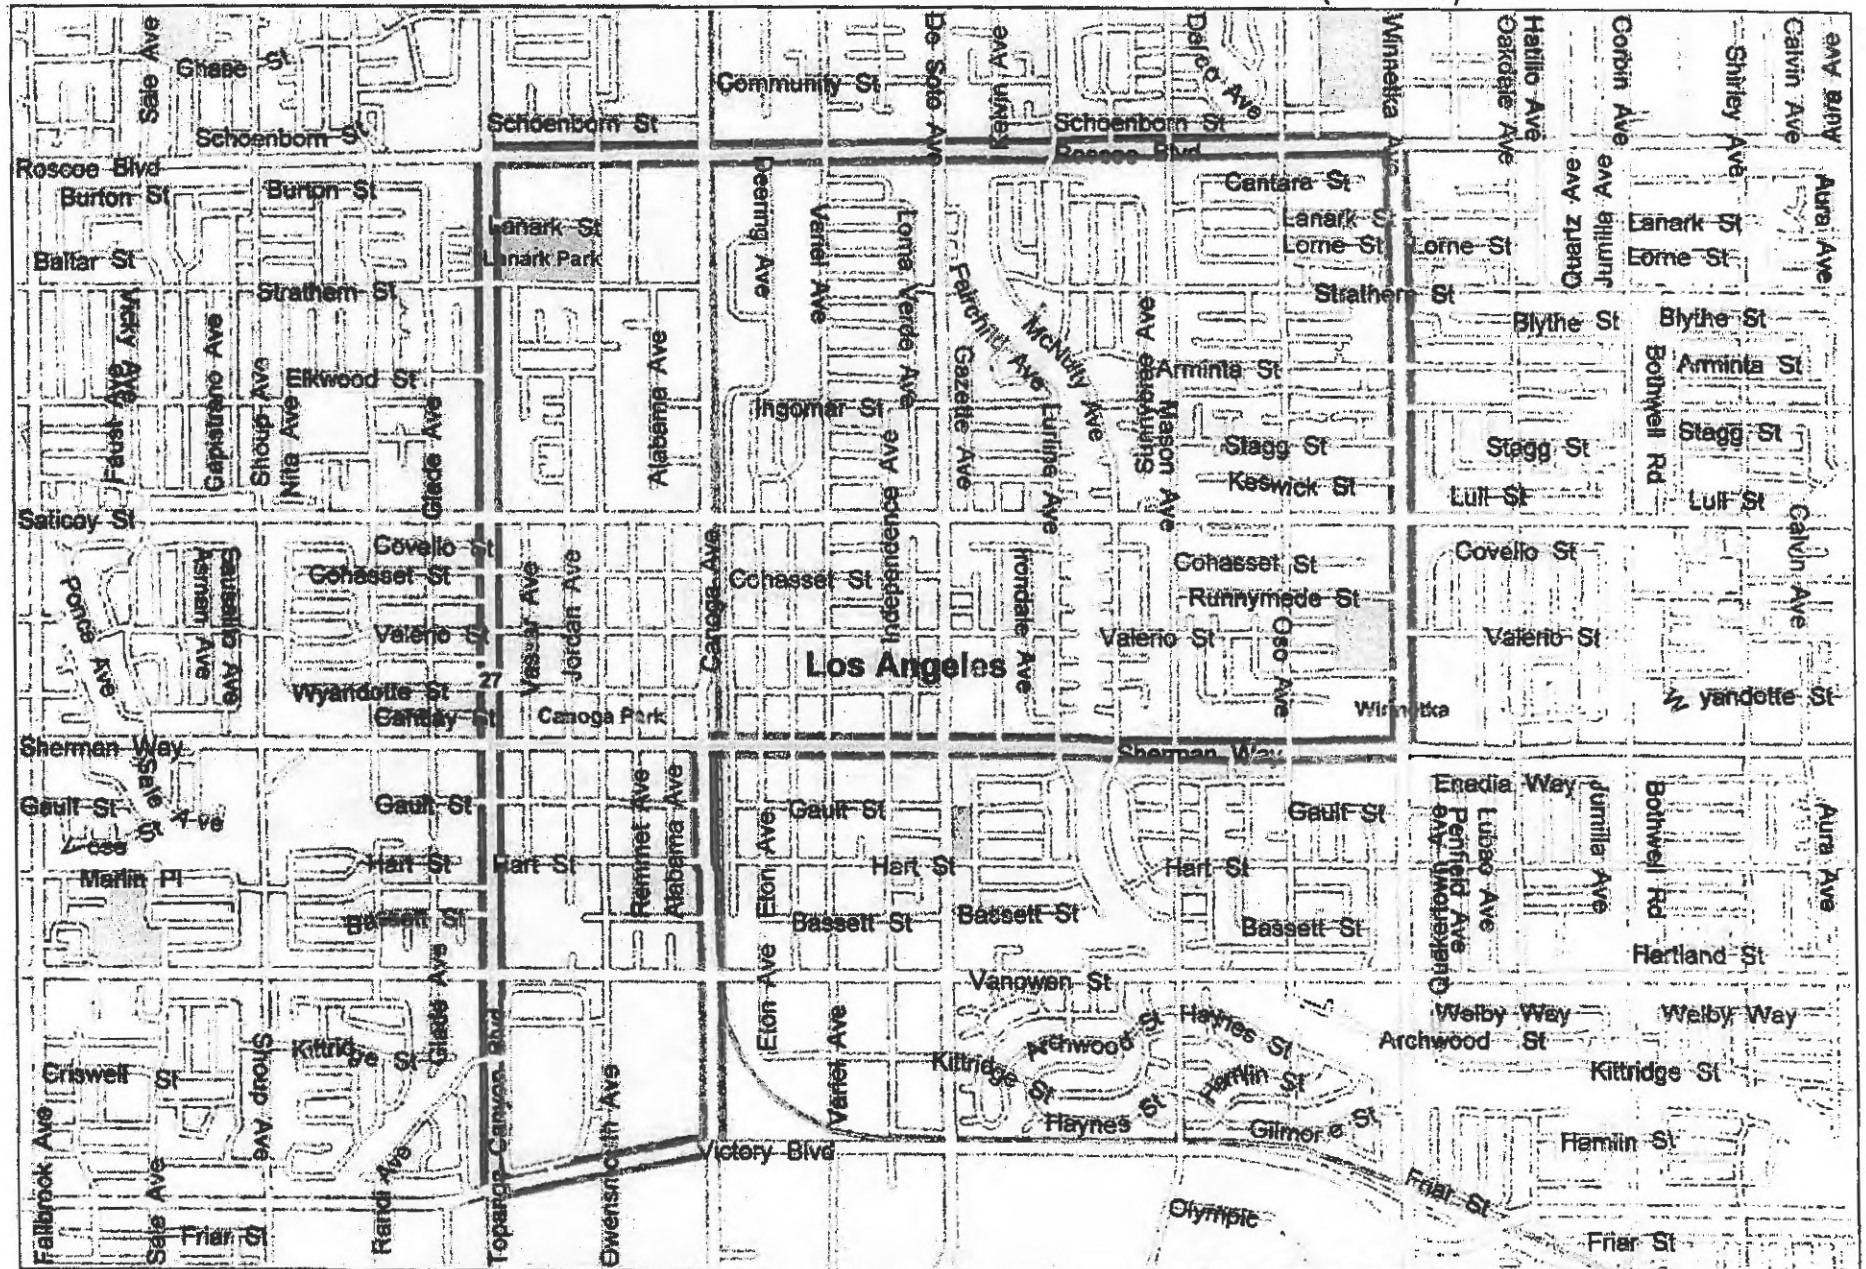 Sale Ave
Chase St
Community St
De Soto Ave
Kelvin Ave
Darco Ave
Winnetka Ave
Oakdale Ave
Hatillo Ave
Corbin Ave
Shirley Ave
Calvin Ave
Aura Ave
Schoenborn St
Schoenborn St
Schoenborn St
Roscoe Blvd
Roscoe Blvd
Burton St
Burton St
Deering Ave
Variel Ave
Loma Verde Ave
Cantara St
Quartz Ave
Jumilla Ave
Aura Ave
Lanark St
Lanark St
Lanark St
Lanark Park
Lorne St
Lorne St
Lorne St
Baltar St
Strathern St
Strathern St
Vicky Ave
Faust Ave
Capistrano Ave
Shoup Ave
Nita Ave
Elkwood St
Glade Ave
Alabama Ave
Ingomar St
Independence Ave
Gazette Ave
Fairchild Ave
McNulty Ave
Lurline Ave
Sunnybrae Ave
Mason Ave
Arminta St
Blythe St
Blythe St
Arminta St
Bothwell Rd
Stagg St
Stagg St
Stagg St
Keswick St
Lull St
Lull St
Calvin Ave
Saticoy St
Covello St
Cohasset St
Ponce Ave
Asman Ave
Sausalito Ave
Valerio St
27
Wyandotte St
Cantlay St
Vassar Ave
Jordan Ave
Canoga Ave
Cohasset St
Irondale Ave
Cohasset St
Runnymede St
Valerio St
Oso Ave
Covello St
Valerio St
Los Angeles
Canoga Park
Winnetka
Wyandotte St
Sherman Way
Sherman Way
Sale Ave
Gault St
Gault St
Gault St
Gault St
Enadia Way
Marlin Pl
Hart St
Hart St
Hart St
Hart St
Remmet Ave
Alabama Ave
Eton Ave
Bassett St
Bassett St
Bassett St
Bassett St
Quakertown Ave
Penfield Ave
Lubao Ave
Jumilla Ave
Bothwell Rd
Aura Ave
Hartland St
Vanowen St
Eton Ave
Variel Ave
Glade Ave
Shoup Ave
Kittridge St
Criswell St
Archwood St
Haynes St
Kittridge St
Hamlin St
Haynes St
Gilmore St
Welby Way
Welby Way
Archwood St
Kittridge St
Hamlin St
Fallbrook Ave
Sale Ave
Friar St
Randi Ave
Topanga Canyon Blvd
Owensmouth Ave
Victory Blvd
Olympic
Friar St
Friar St